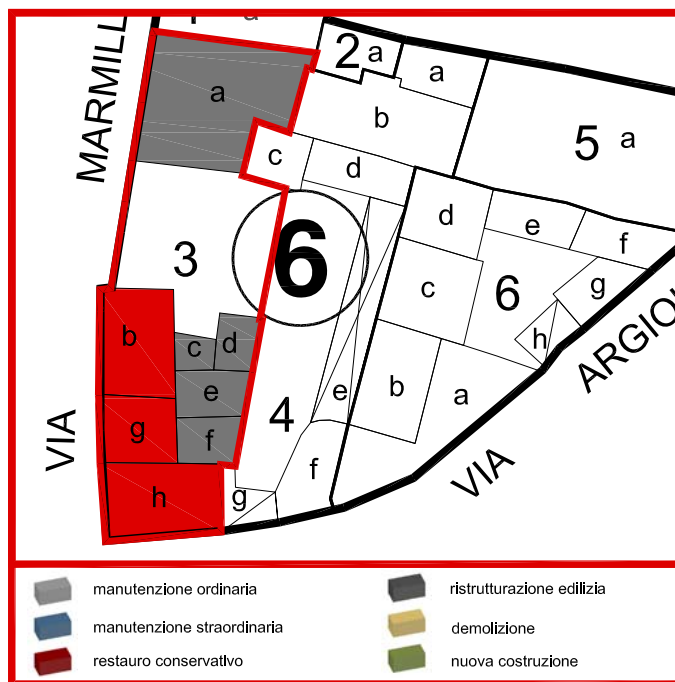 MARMILL
2
a
a
5
a
a
b
c
d
6
d
e
f
3
c
6
g
b
c
d
h
e
e
b
a
g
f
4
ARGIOL
VIA
f
VIA
h
g
manutenzione ordinaria
ristrutturazione edilizia
manutenzione straordinaria
demolizione
restauro conservativo
nuova costruzione